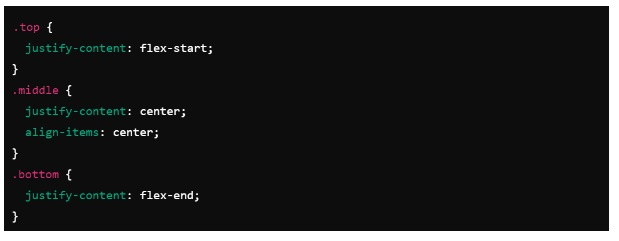 .top {
  justify-content: flex-start;
}
.middle {
  justify-content: center;
  align-items: center;
}
.bottom {
  justify-content: flex-end;
}